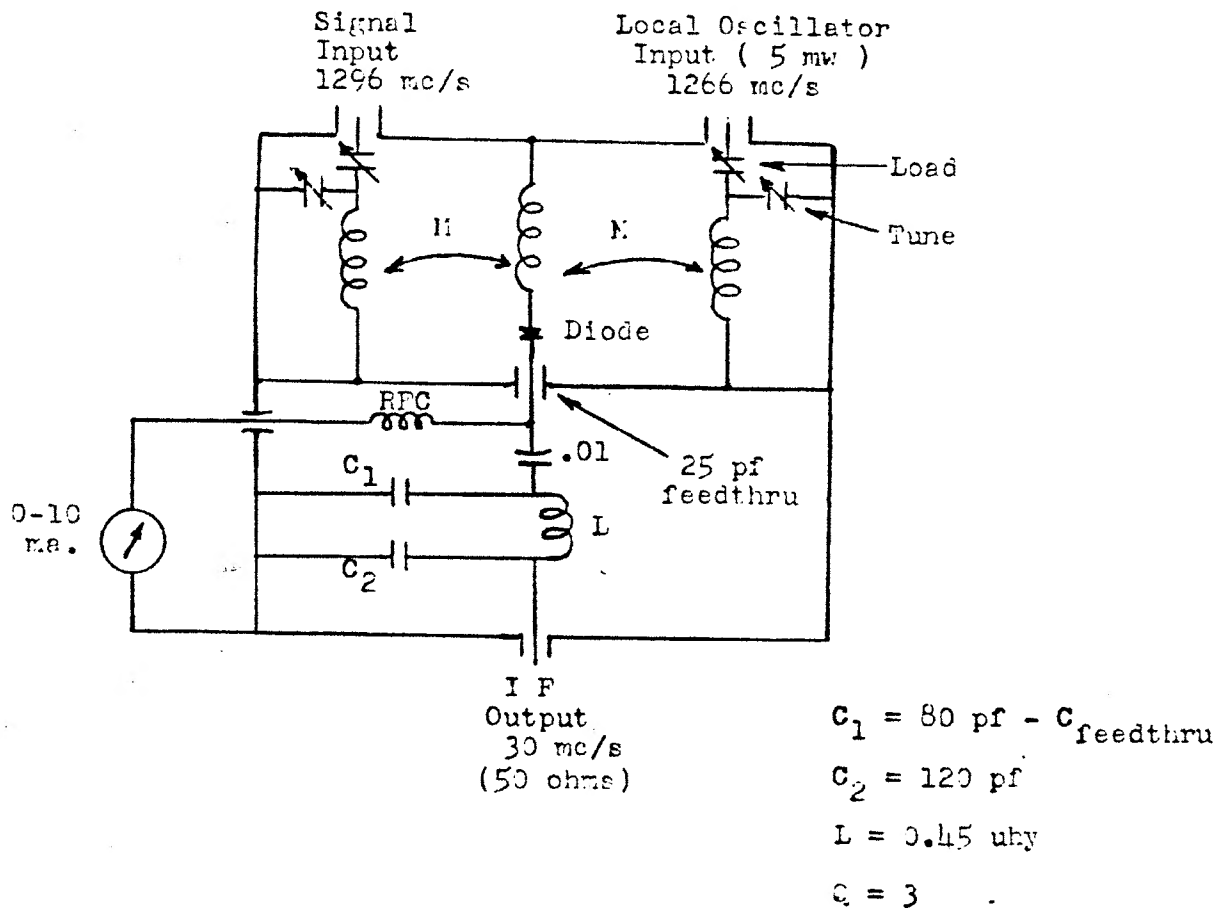 Signal
Input
1296 mc/s
Local Oscillator
Input ( 5 mw )
1266 mc/s
Load
Tune
M
M
Diode
RFC
.01
25 pf
feedthru
C1
L
C2
0-10
ma.
I F
Output
30 mc/s
(50 ohms)
C1 = 80 pf - Cfeedthru
C2 = 120 pf
L = 0.45 uhy
Q = 3